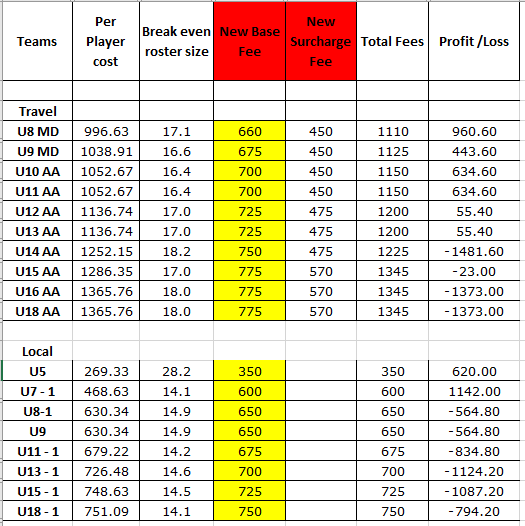 Teams Per Player cost Break even roster size New Base Fee New Surcharge Fee Total Fees Profit /Loss
Travel
U8 MD 996.63 17.1 660 450 1110 960.60
U9 MD 1038.91 16.6 675 450 1125 443.60
U10 AA 1052.67 16.4 700 450 1150 634.60
U11 AA 1052.67 16.4 700 450 1150 634.60
U12 AA 1136.74 17.0 725 475 1200 55.40
U13 AA 1136.74 17.0 725 475 1200 55.40
U14 AA 1252.15 18.2 750 475 1225 -1481.60
U15 AA 1286.35 17.0 775 570 1345 -23.00
U16 AA 1365.76 18.0 775 570 1345 -1373.00
U18 AA 1365.76 18.0 775 570 1345 -1373.00
Local
U5 269.33 28.2 350 350 620.00
U7 - 1 468.63 14.1 600 600 1142.00
U8-1 630.34 14.9 650 650 -564.80
U9 630.34 14.9 650 650 -564.80
U11 - 1 679.22 14.2 675 675 -834.80
U13 - 1 726.48 14.6 700 700 -1124.20
U15 - 1 748.63 14.5 725 725 -1087.20
U18 - 1 751.09 14.1 750 750 -794.20